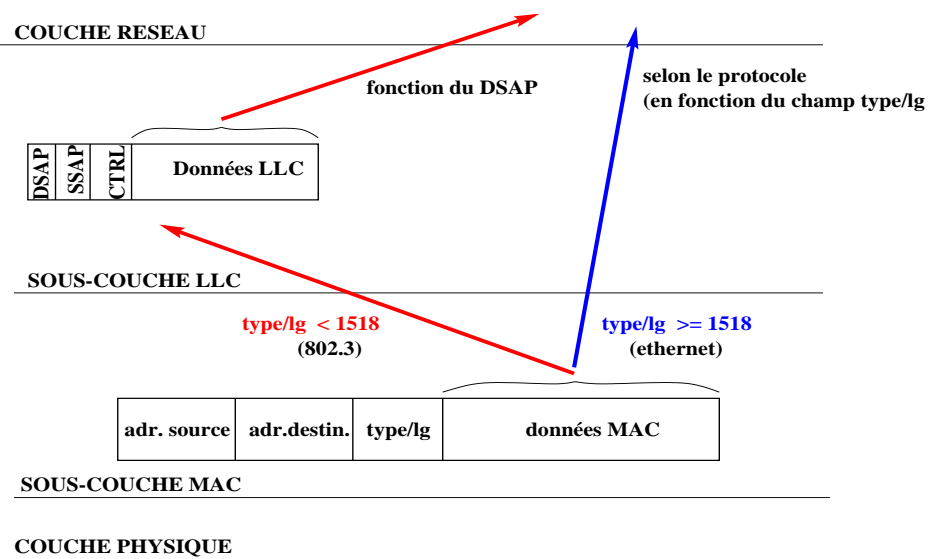 COUCHE RESEAU
fonction du DSAP
selon le protocole
(en fonction du champ type/lg
DSAP
SSAP
CTRL
Données LLC
SOUS-COUCHE LLC
type/lg < 1518
(802.3)
type/lg >= 1518
(ethernet)
adr. source
adr.destin.
type/lg
données MAC
SOUS-COUCHE MAC
COUCHE PHYSIQUE